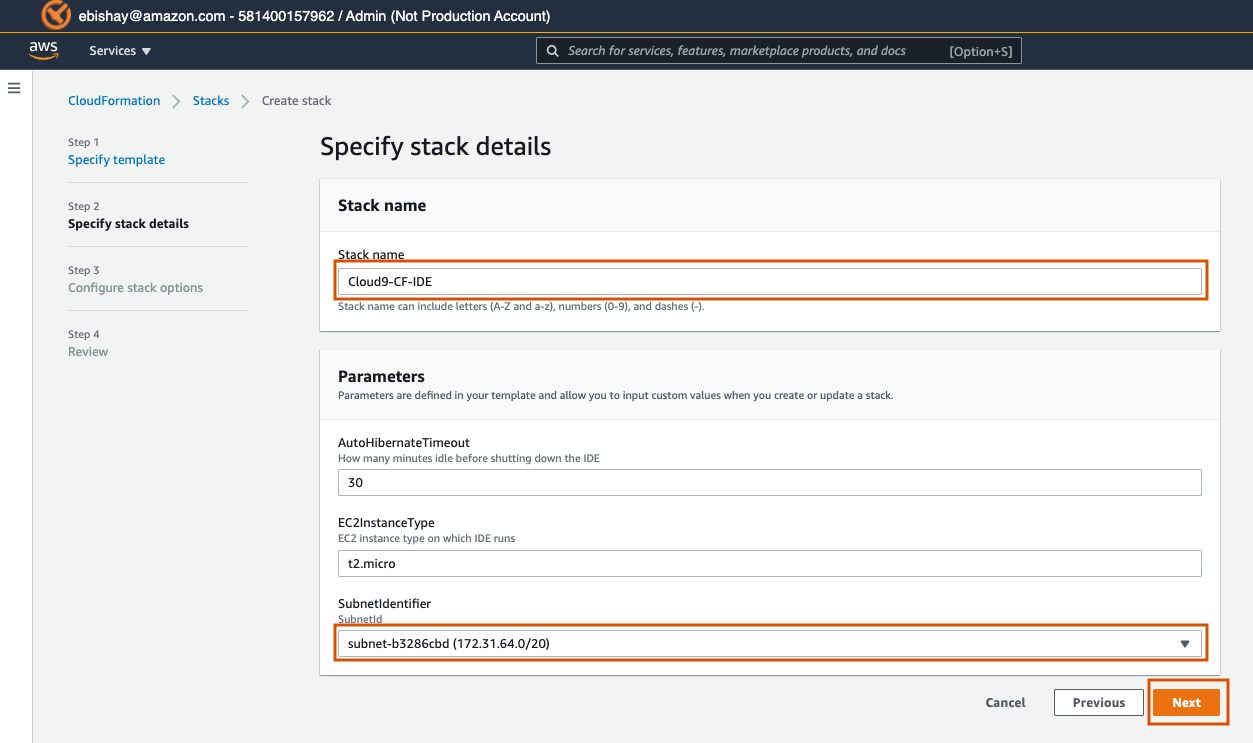 ebishay@amazon.com - 581400157962 / Admin (Not Production Account)
aws
Services
Search for services, features, marketplace products, and docs
[Option+S]
CloudFormation
Stacks
Create stack
Step 1
Specify template
Step 2
Specify stack details
Step 3
Configure stack options
Step 4
Review
Specify stack details
Stack name
Stack name
Cloud9-CF-IDE
Stack name can include letters (A-Z and a-z), numbers (0-9), and dashes (-).
Parameters
Parameters are defined in your template and allow you to input custom values when you create or update a stack.
AutoHibernateTimeout
How many minutes idle before shutting down the IDE
30
EC2InstanceType
EC2 instance type on which IDE runs
t2.micro
SubnetIdentifier
SubnetId
subnet-b3286cbd (172.31.64.0/20)
Cancel
Previous
Next